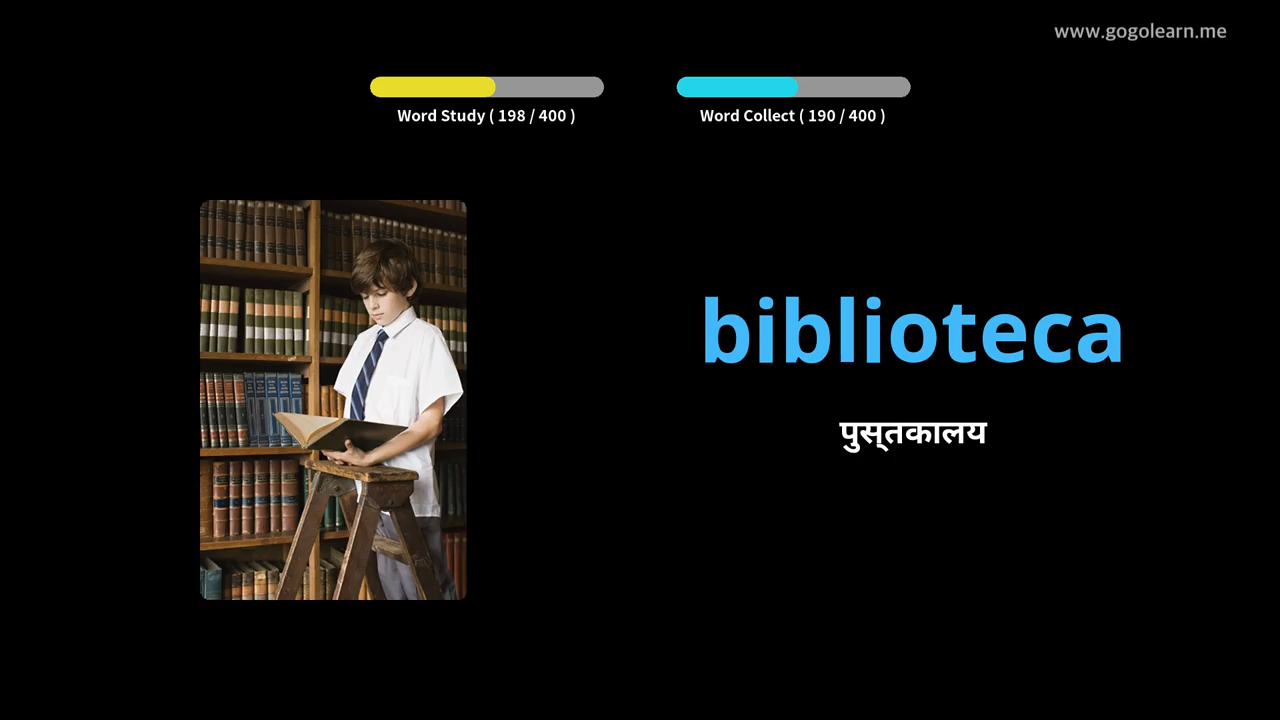 www.gogolearn.me
Word Study ( 198 / 400 )
Word Collect ( 190 / 400 )
biblioteca
पुस्तकालय